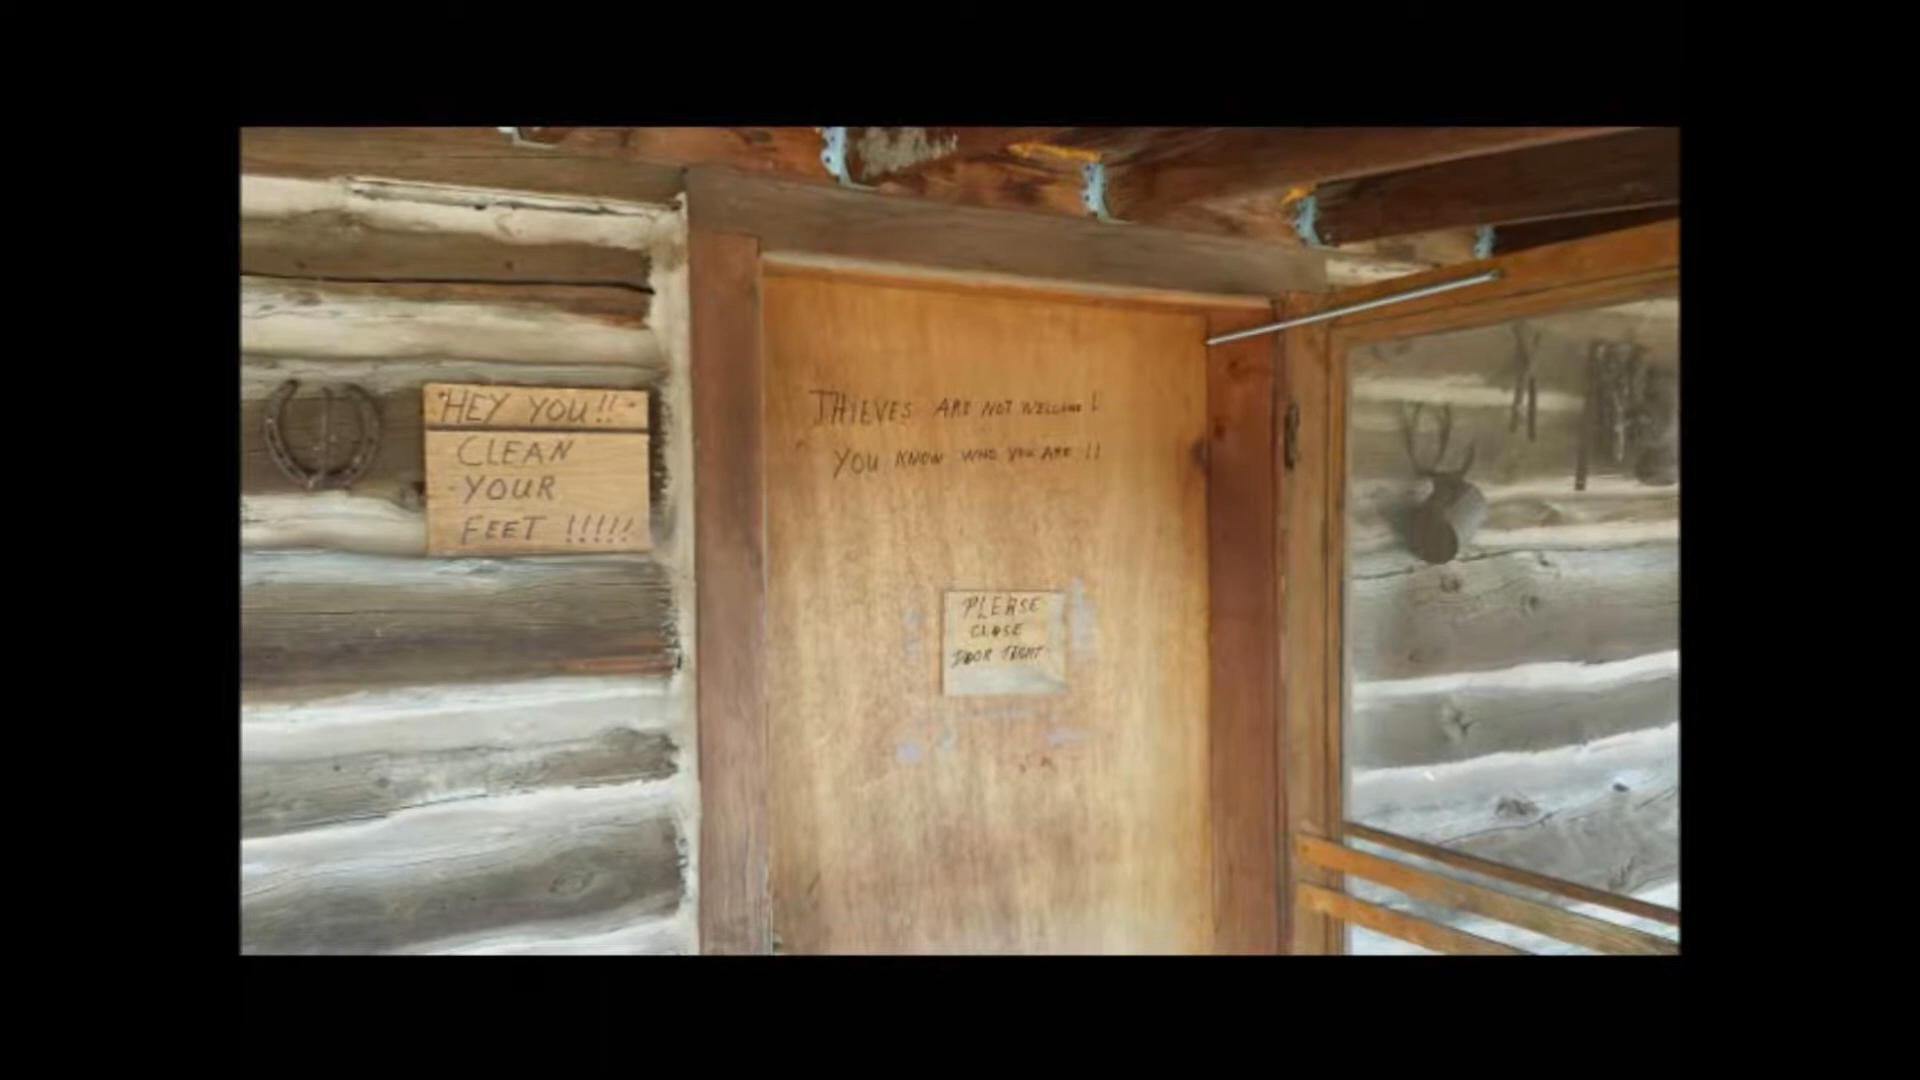 HEY YOU!!
CLEAN
YOUR
FEET !!!!!
THIEVES ARE NOT WELCOME!
YOU KNOW WHO YOU ARE !!
PLEASE
CLOSE
DOOR TIGHT